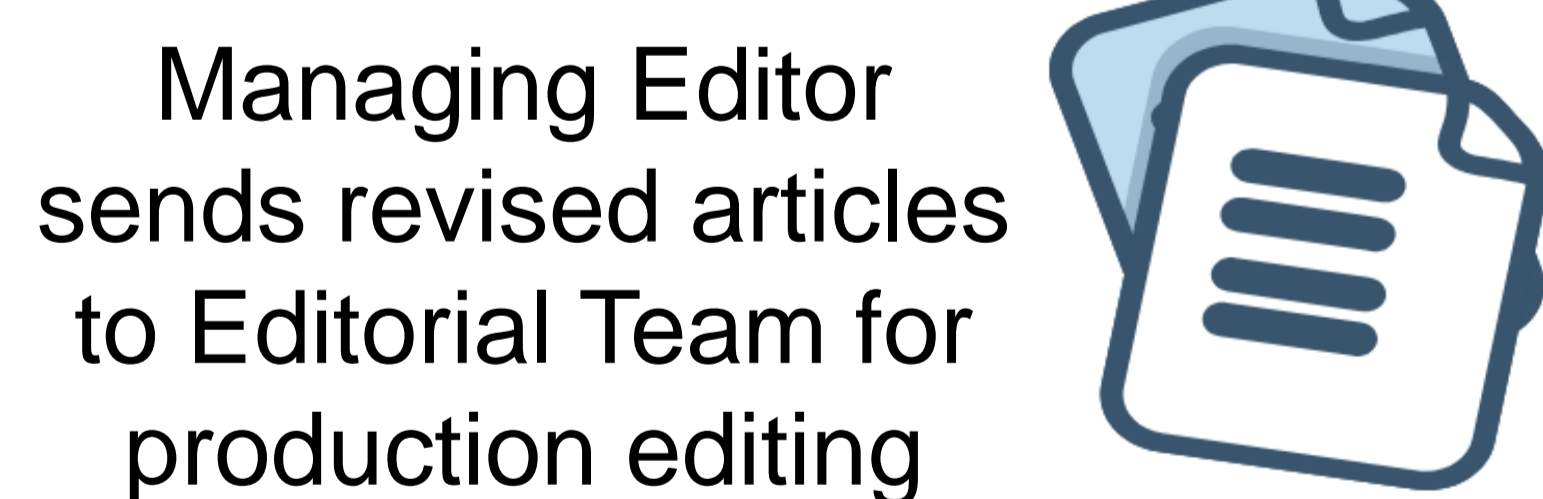 Managing Editor
sends revised articles
to Editorial Team for
production editing